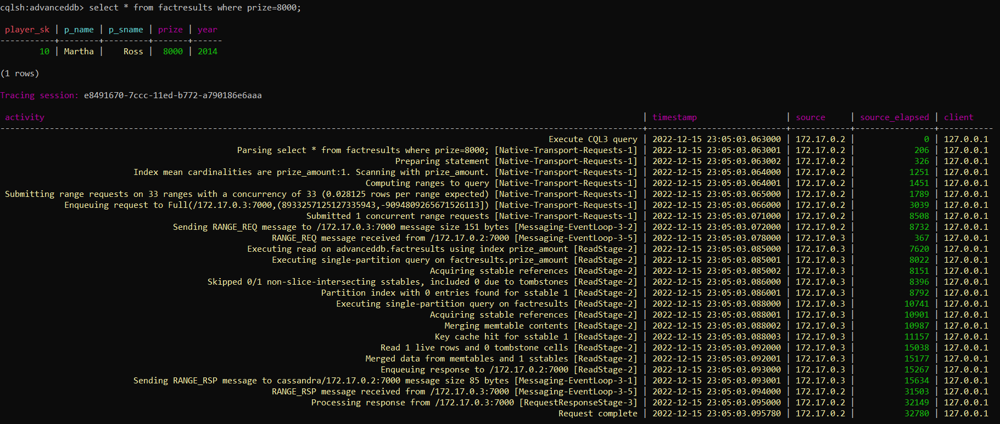 cqlsh:advanceddb> select * from factresults where prize=8000;
player_sk | p_name | p_sname | prize | year
-----------+--------+---------+-------+------
10 | Martha | Ross | 8000 | 2014
(1 rows)
Tracing session: e8491670-7ccc-11ed-b772-a790186e6aaa
activity | timestamp | source | source_elapsed | client
----------------------------------------------------------------------------------------------------------------------------------+----------------------------+------------+----------------+-----------
Execute CQL3 query | 2022-12-15 23:05:03.063000 | 172.17.0.2 | 0 | 127.0.0.1
Parsing select * from factresults where prize=8000; [Native-Transport-Requests-1] | 2022-12-15 23:05:03.063001 | 172.17.0.2 | 206 | 127.0.0.1
Preparing statement [Native-Transport-Requests-1] | 2022-12-15 23:05:03.063002 | 172.17.0.2 | 326 | 127.0.0.1
Index mean cardinalities are prize_amount:1. Scanning with prize_amount. [Native-Transport-Requests-1] | 2022-12-15 23:05:03.064000 | 172.17.0.2 | 1251 | 127.0.0.1
Computing ranges to query [Native-Transport-Requests-1] | 2022-12-15 23:05:03.064001 | 172.17.0.2 | 1451 | 127.0.0.1
Submitting range requests on 33 ranges with a concurrency of 33 (0.028125 rows per range expected) [Native-Transport-Requests-1] | 2022-12-15 23:05:03.065000 | 172.17.0.2 | 1789 | 127.0.0.1
Enqueuing request to Full(/172.17.0.3:7000,(8933257125127335943,-9094809265671526113]) [Native-Transport-Requests-1] | 2022-12-15 23:05:03.066000 | 172.17.0.2 | 3039 | 127.0.0.1
Submitted 1 concurrent range requests [Native-Transport-Requests-1] | 2022-12-15 23:05:03.071000 | 172.17.0.2 | 8508 | 127.0.0.1
Sending RANGE_REQ message to /172.17.0.3:7000 message size 151 bytes [Messaging-EventLoop-3-2] | 2022-12-15 23:05:03.072000 | 172.17.0.2 | 8732 | 127.0.0.1
RANGE_REQ message received from /172.17.0.2:7000 [Messaging-EventLoop-3-5] | 2022-12-15 23:05:03.078000 | 172.17.0.3 | 367 | 127.0.0.1
Executing read on advanceddb.factresults using index prize_amount [ReadStage-2] | 2022-12-15 23:05:03.085000 | 172.17.0.3 | 7620 | 127.0.0.1
Executing single-partition query on factresults.prize_amount [ReadStage-2] | 2022-12-15 23:05:03.085001 | 172.17.0.3 | 8022 | 127.0.0.1
Acquiring sstable references [ReadStage-2] | 2022-12-15 23:05:03.085002 | 172.17.0.3 | 8151 | 127.0.0.1
Skipped 0/1 non-slice-intersecting sstables, included 0 due to tombstones [ReadStage-2] | 2022-12-15 23:05:03.086000 | 172.17.0.3 | 8396 | 127.0.0.1
Partition index with 0 entries found for sstable 1 [ReadStage-2] | 2022-12-15 23:05:03.086001 | 172.17.0.3 | 8792 | 127.0.0.1
Executing single-partition query on factresults [ReadStage-2] | 2022-12-15 23:05:03.088000 | 172.17.0.3 | 10741 | 127.0.0.1
Acquiring sstable references [ReadStage-2] | 2022-12-15 23:05:03.088001 | 172.17.0.3 | 10901 | 127.0.0.1
Merging memtable contents [ReadStage-2] | 2022-12-15 23:05:03.088002 | 172.17.0.3 | 10987 | 127.0.0.1
Key cache hit for sstable 1 [ReadStage-2] | 2022-12-15 23:05:03.088003 | 172.17.0.3 | 11157 | 127.0.0.1
Read 1 live rows and 0 tombstone cells [ReadStage-2] | 2022-12-15 23:05:03.092000 | 172.17.0.3 | 15038 | 127.0.0.1
Merged data from memtables and 1 sstables [ReadStage-2] | 2022-12-15 23:05:03.092001 | 172.17.0.3 | 15177 | 127.0.0.1
Enqueuing response to /172.17.0.2:7000 [ReadStage-2] | 2022-12-15 23:05:03.093000 | 172.17.0.3 | 15267 | 127.0.0.1
Sending RANGE_RSP message to cassandra/172.17.0.2:7000 message size 85 bytes [Messaging-EventLoop-3-1] | 2022-12-15 23:05:03.093001 | 172.17.0.3 | 15634 | 127.0.0.1
RANGE_RSP message received from /172.17.0.3:7000 [Messaging-EventLoop-3-5] | 2022-12-15 23:05:03.094000 | 172.17.0.2 | 31503 | 127.0.0.1
Processing response from /172.17.0.3:7000 [RequestResponseStage-3] | 2022-12-15 23:05:03.095000 | 172.17.0.2 | 32149 | 127.0.0.1
Request complete | 2022-12-15 23:05:03.095780 | 172.17.0.2 | 32780 | 127.0.0.1